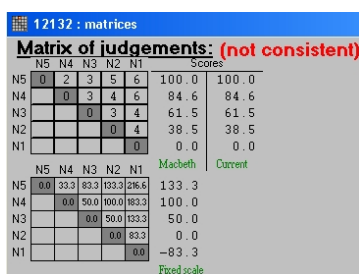 12132 : matrices
Matrix of judgements: (not consistent)
N5 N4 N3 N2 N1 Scores
N5 0 2 3 5 6 100.0 100.0
N4 0 3 4 6 84.6 84.6
N3 0 3 4 61.5 61.5
N2 0 4 38.5 38.5
N1 0 0.0 0.0
Macbeth Current
N5 N4 N3 N2 N1
N5 0.0 33.3 83.3 133.3 216.6 133.3
N4 0.0 50.0 100.0 183.3 100.0
N3 0.0 50.0 133.3 50.0
N2 0.0 83.3 0.0
N1 0.0 -83.3
Fixed scale